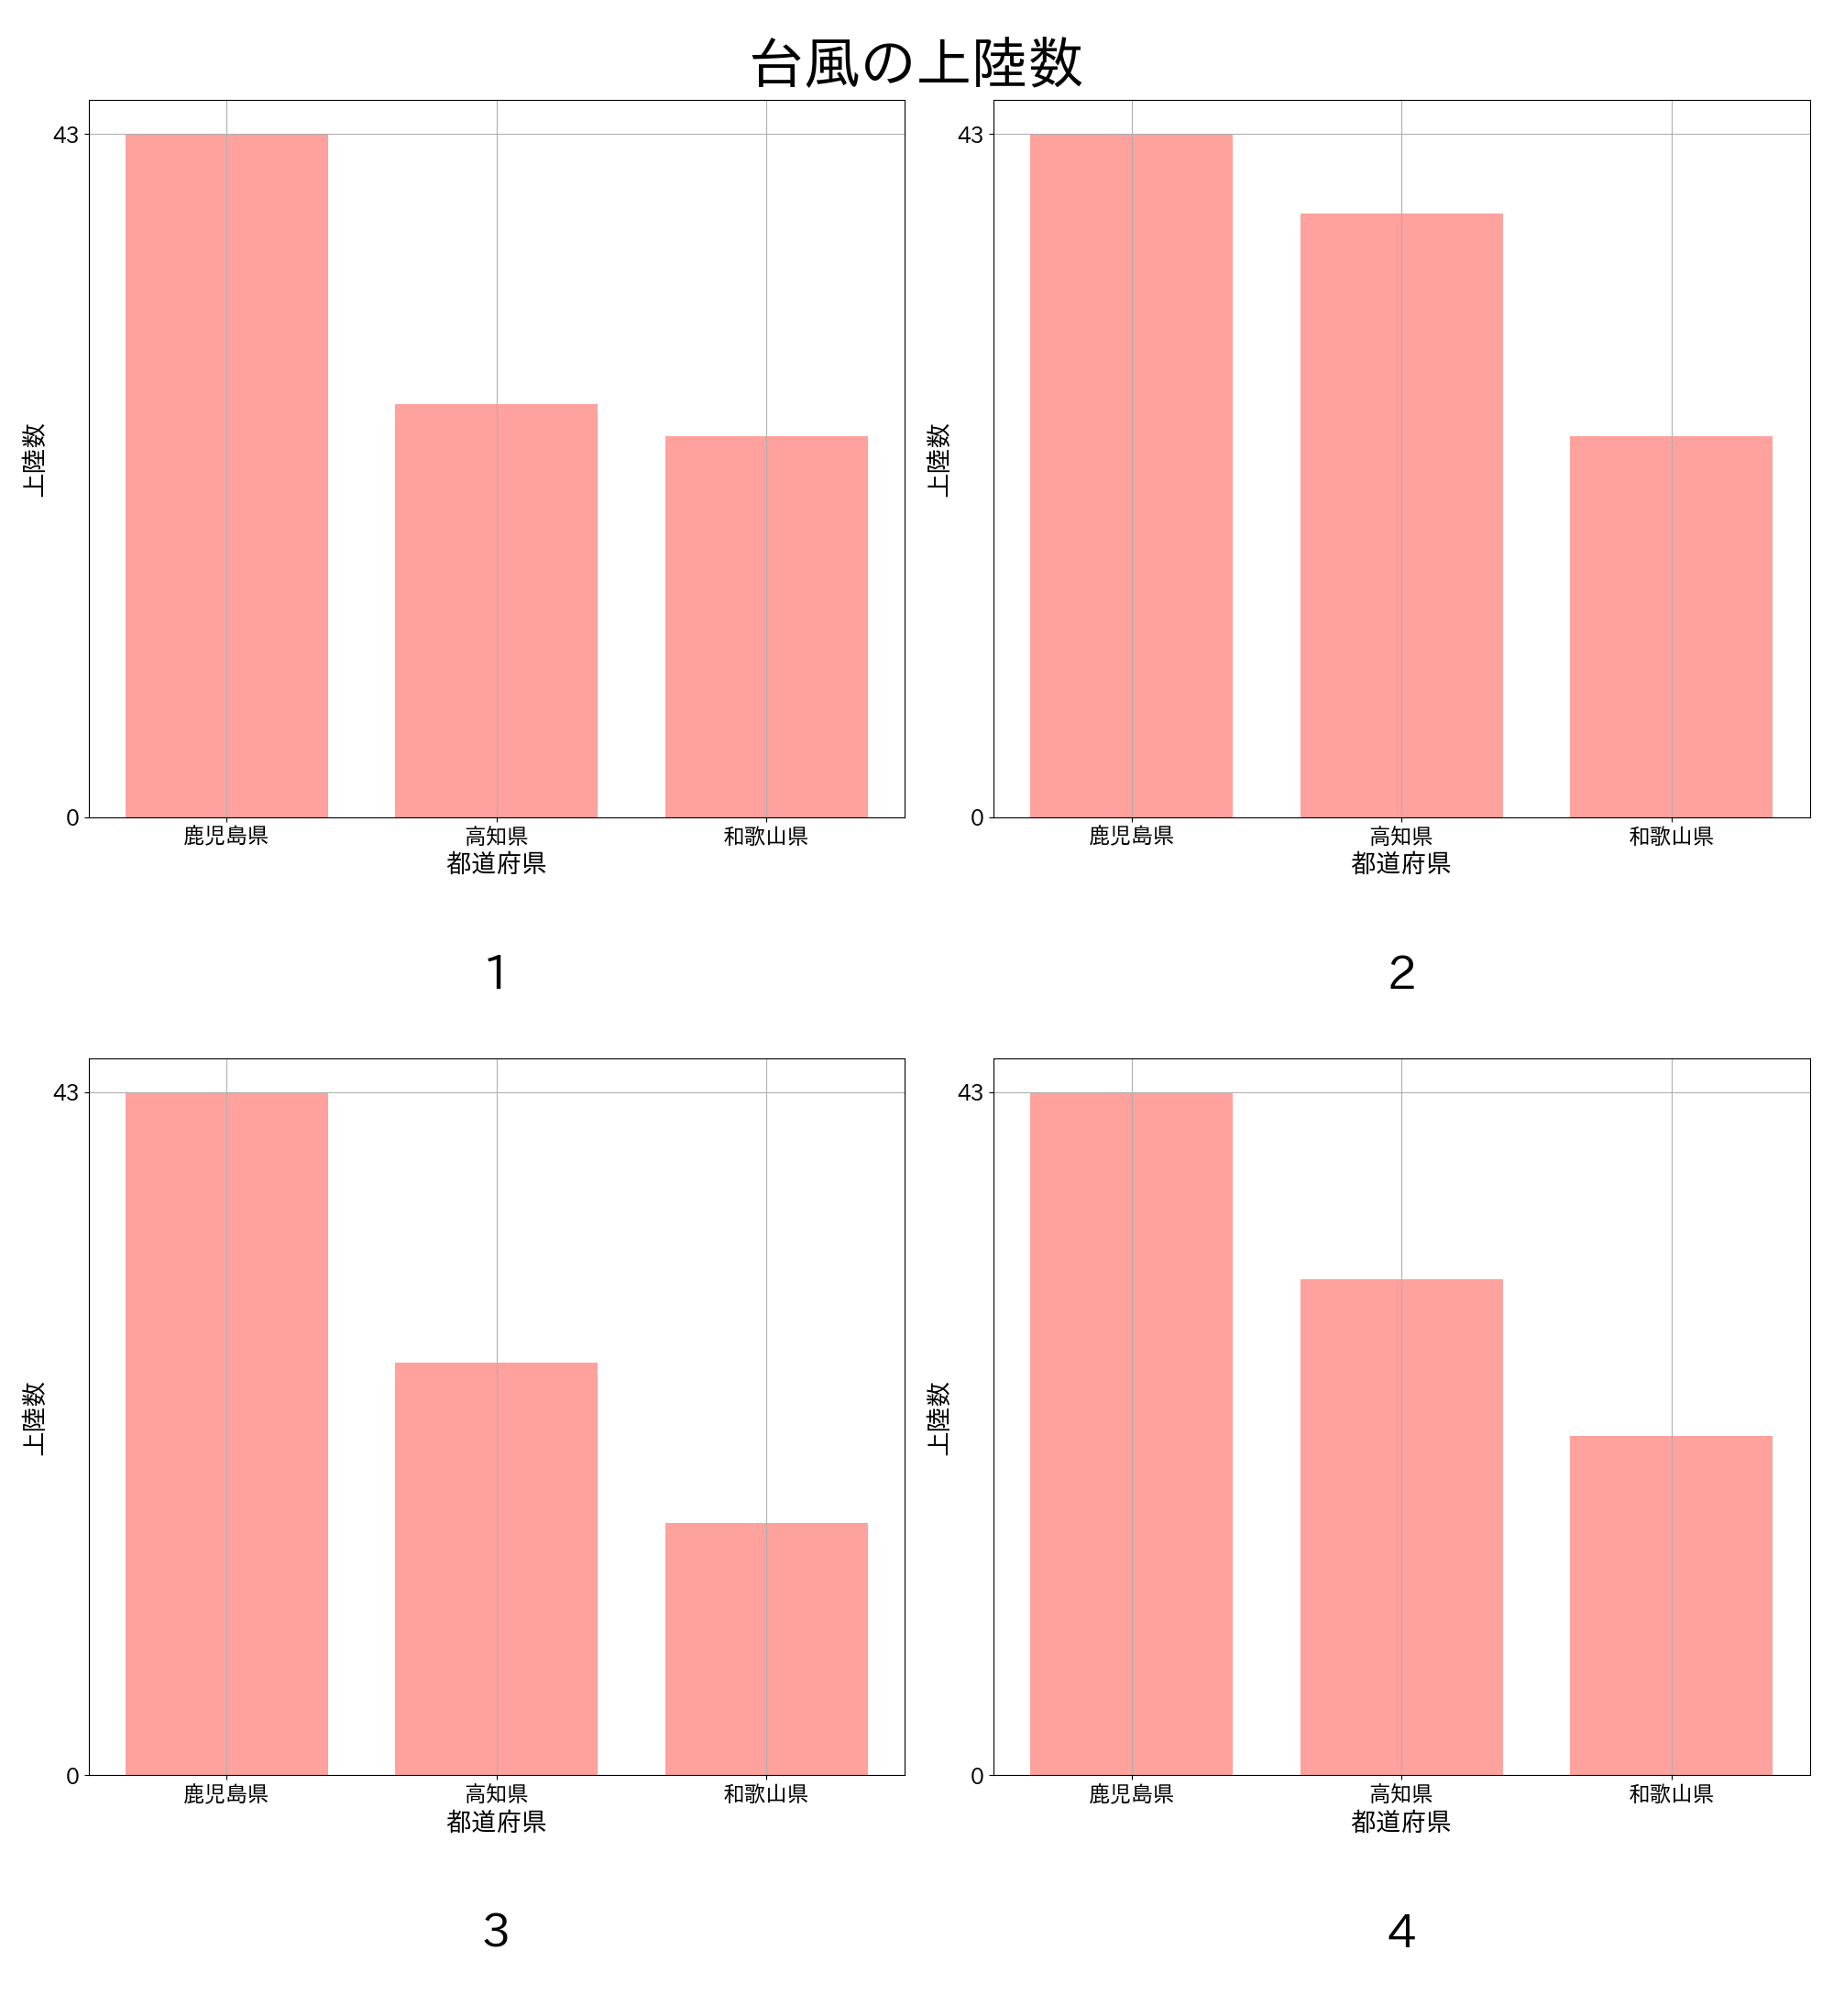 台風の上陸数
43
0
上陸数
鹿児島県 高知県 和歌山県
都道府県
1
43
0
上陸数
鹿児島県 高知県 和歌山県
都道府県
2
43
0
上陸数
鹿児島県 高知県 和歌山県
都道府県
3
43
0
上陸数
鹿児島県 高知県 和歌山県
都道府県
4